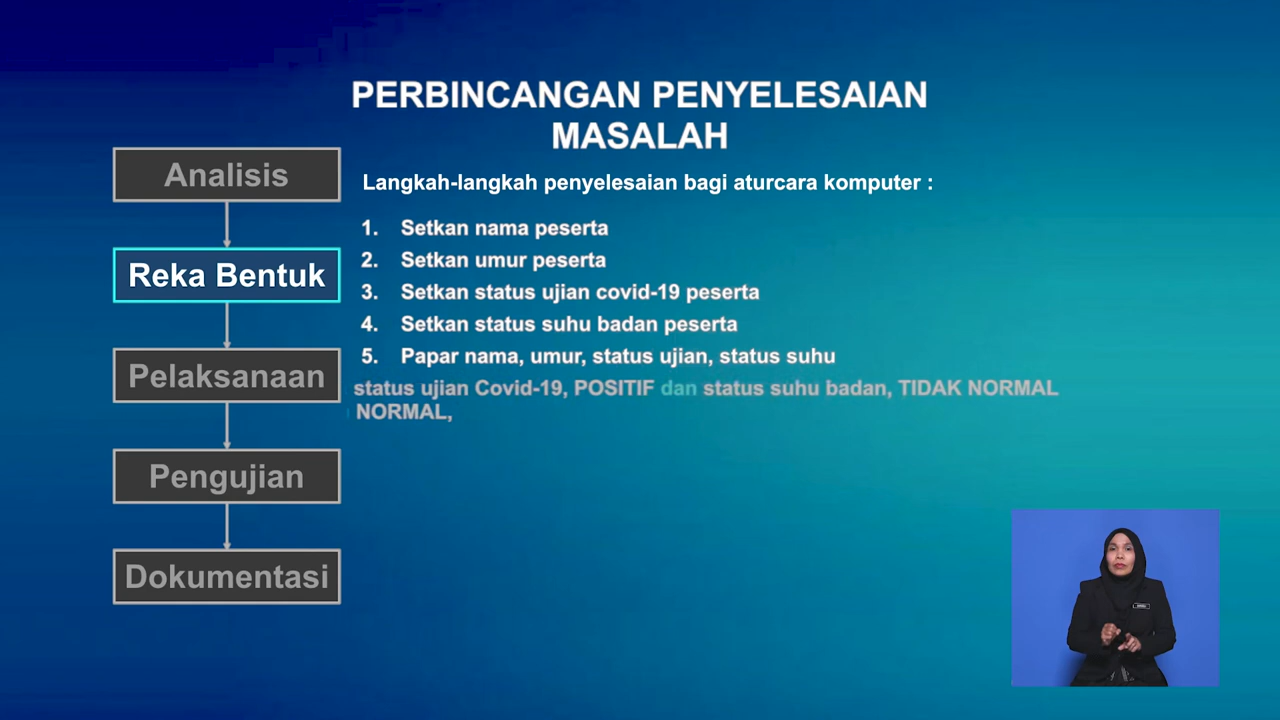 PERBINCANGAN PENYELESAIAN
MASALAH
Analisis
Reka Bentuk
Pelaksanaan
Pengujian
Dokumentasi
Langkah-langkah penyelesaian bagi aturcara komputer :
1. Setkan nama peserta
2. Setkan umur peserta
3. Setkan status ujian covid-19 peserta
4. Setkan status suhu badan peserta
5. Papar nama, umur, status ujian, status suhu
status ujian Covid-19, POSITIF dan status suhu badan, TIDAK NORMAL
NORMAL,